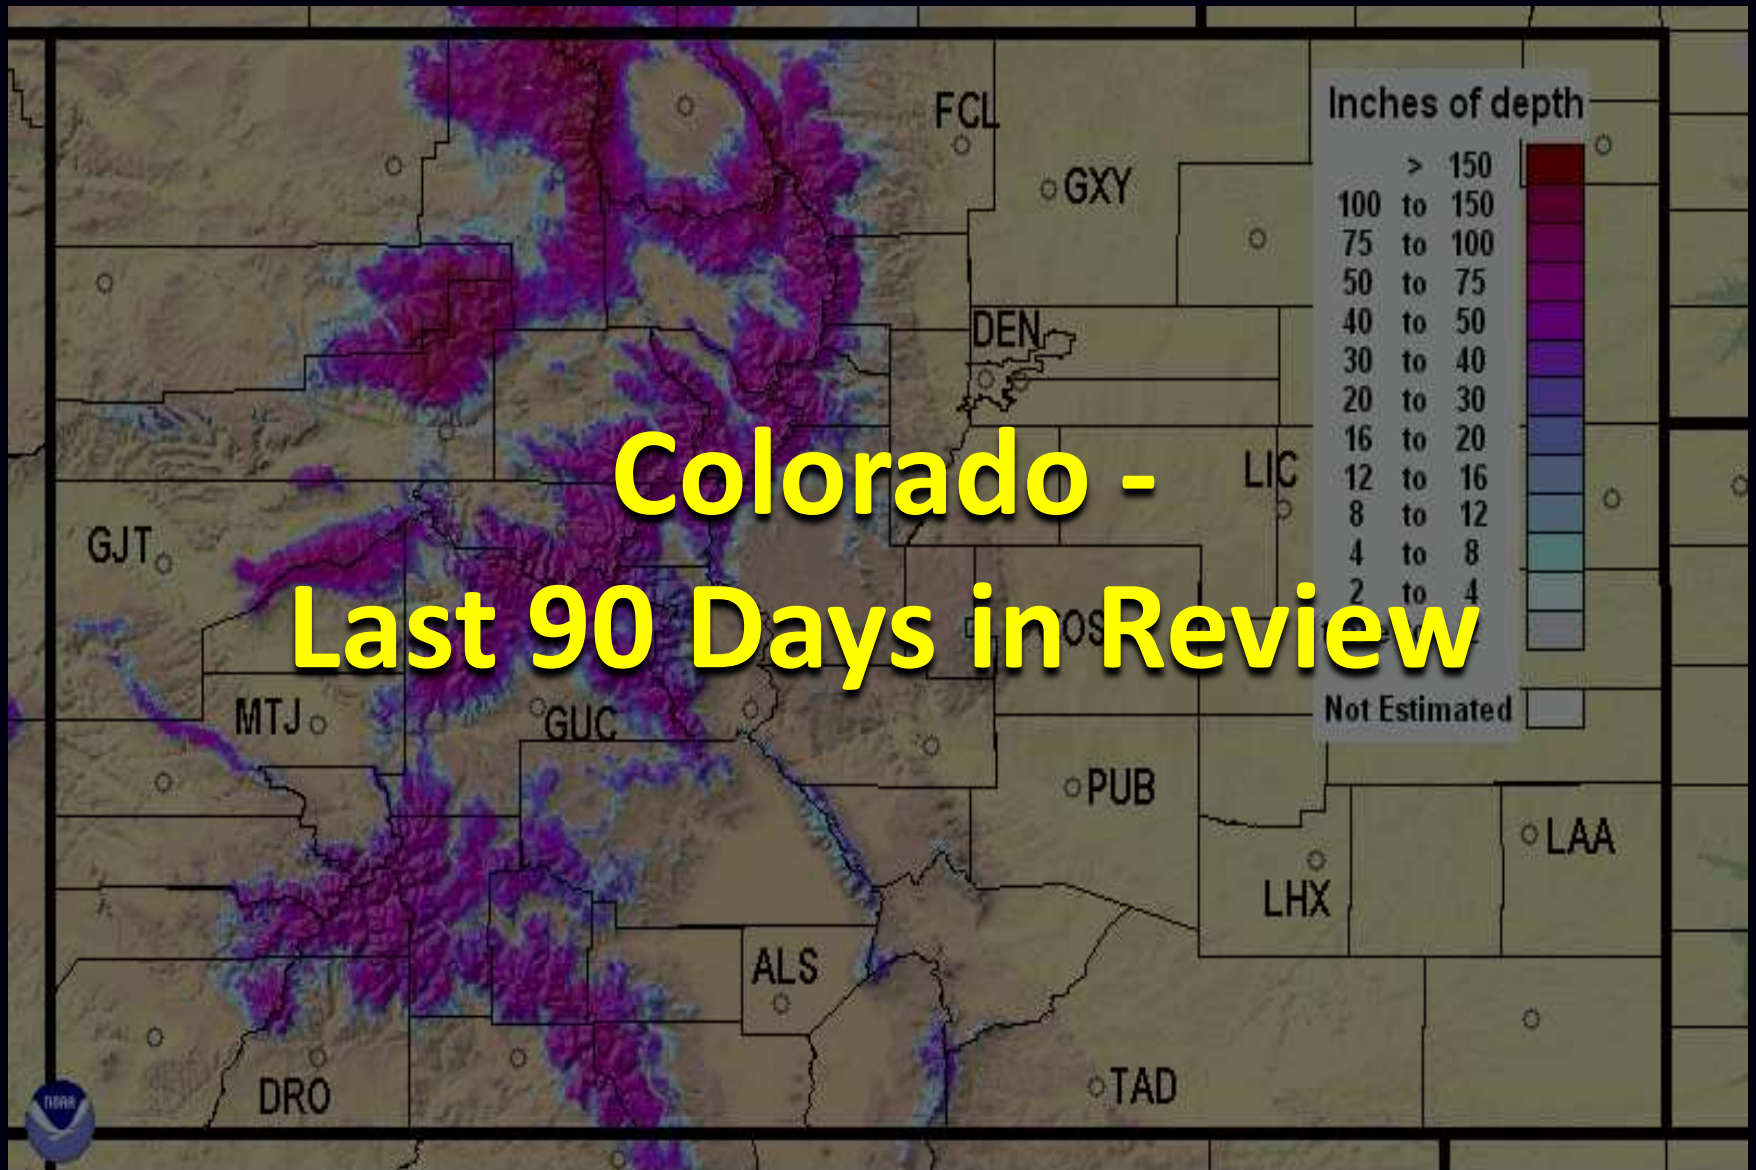 FCL
GXY
Inches of depth
> 150
100 to 150
75 to 100
50 to 75
40 to 50
30 to 40
20 to 30
16 to 20
12 to 16
8 to 12
4 to 8
2 to 4
Not Estimated
DEN
LIC
Colorado -
GJT
Last 90 Days in Review
MTJ
GUC
PUB
LAA
LHX
ALS
DRO
TAD
NOAA